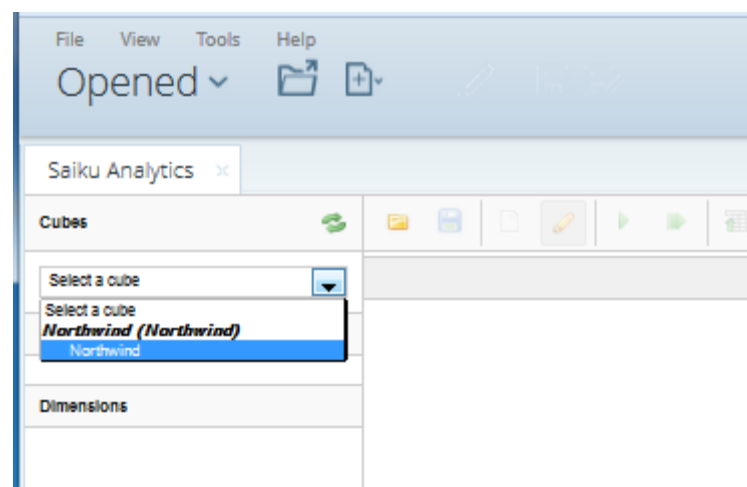 File View Tools Help
Opened
Saiku Analytics ×
Cubes
Select a cube
Select a cube
Northwind (Northwind)
Northwind
Dimensions